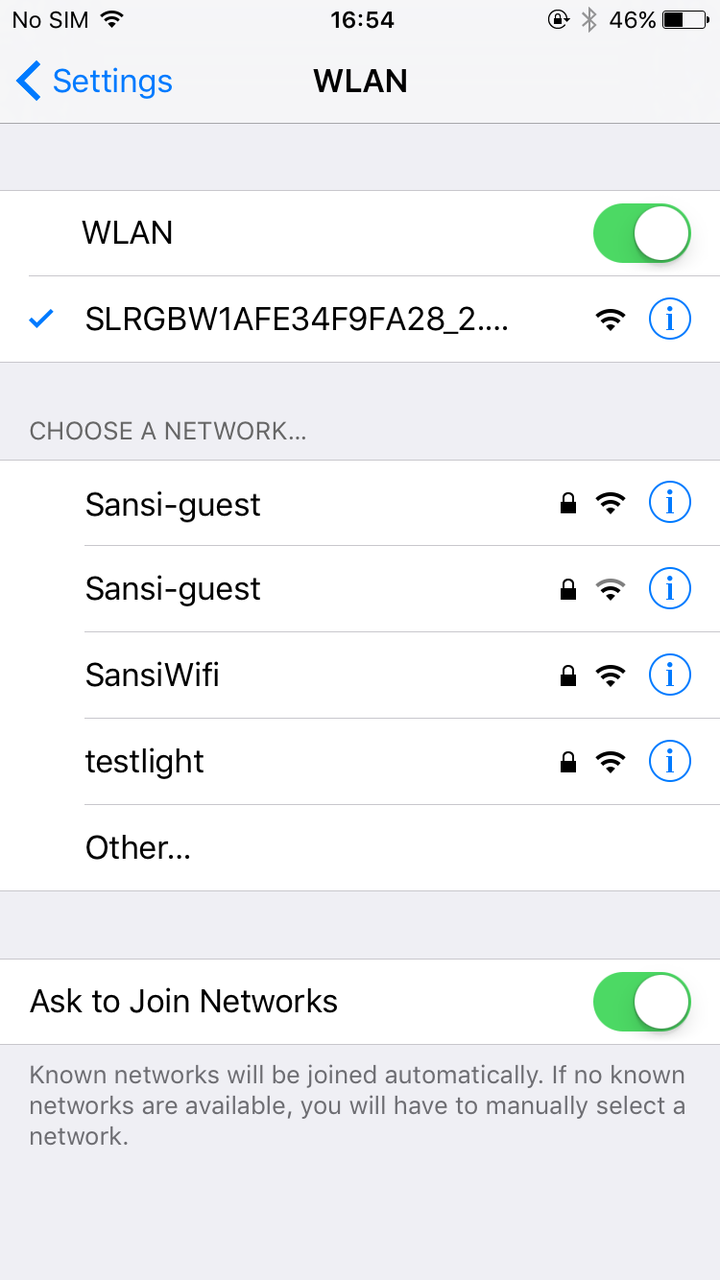 No SIM 16:54 46%
Settings WLAN
WLAN
SLRGBW1AFE34F9FA28_2....
CHOOSE A NETWORK...
Sansi-guest
Sansi-guest
SansiWifi
testlight
Other...
Ask to Join Networks
Known networks will be joined automatically. If no known
networks are available, you will have to manually select a
network.